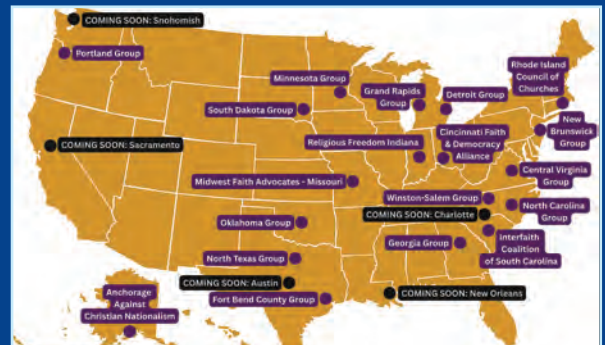 COMING SOON: Snohomish
Portland Group
Rhode Island
Council of
Churches
Minnesota Group
Grand Rapids
Group
Detroit Group
South Dakota Group
New
Brunswick
Group
COMING SOON: Sacramento
Religious Freedom Indiana
Cincinnati Faith
& Democracy
Alliance
Central Virginia
Group
Midwest Faith Advocates - Missouri
Winston-Salem Group
North Carolina
Group
COMING SOON: Charlotte
Oklahoma Group
Georgia Group
Interfaith
Coalition
of South Carolina
North Texas Group
COMING SOON: Austin
Fort Bend County Group
COMING SOON: New Orleans
Anchorage
Against
Christian Nationalism